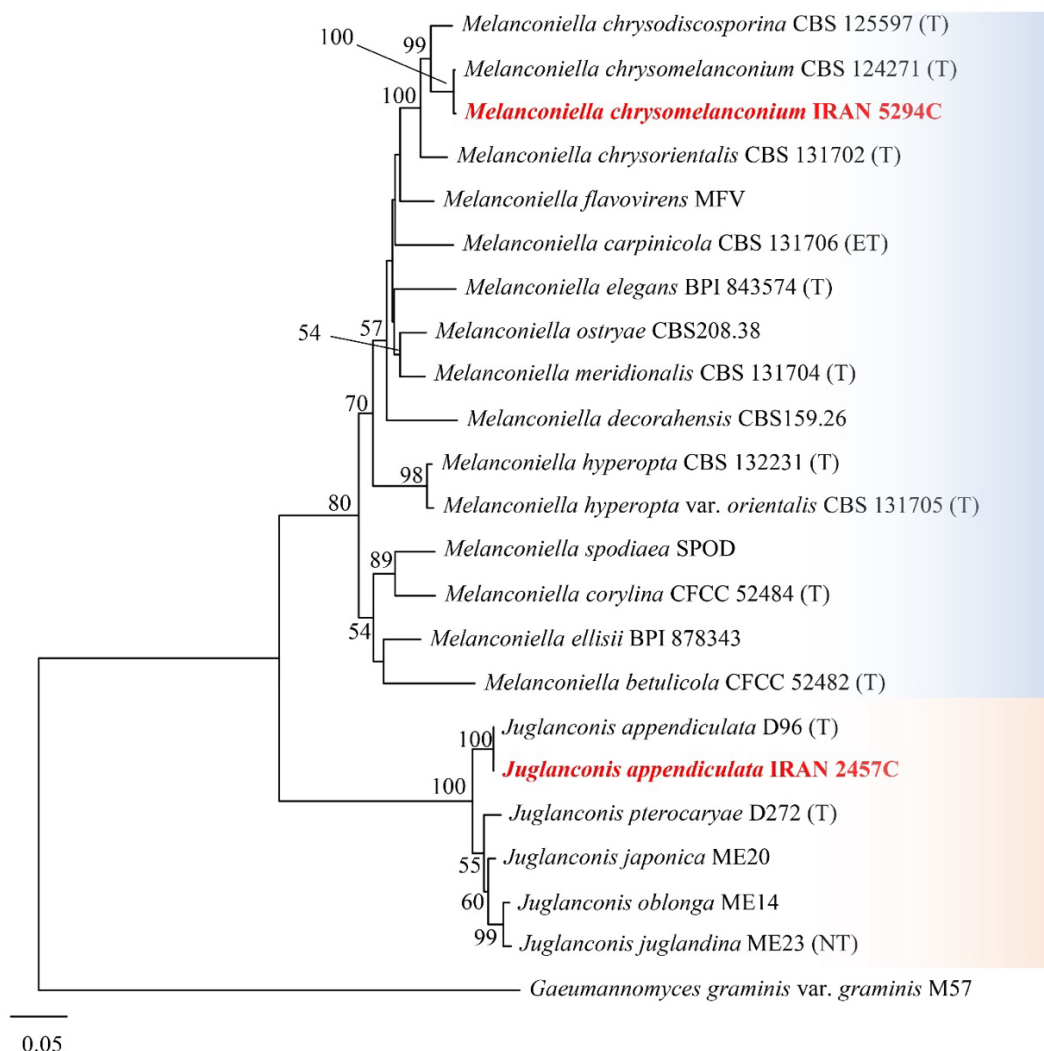 Melanconiella chrysodiscosporina CBS 125597 (T)
100
99
Melanconiella chrysomelanconium CBS 124271 (T)
100
Melanconiella chrysomelanconium IRAN 5294C
Melanconiella chrysorientalis CBS 131702 (T)
Melanconiella flavovirens MFV
Melanconiella carpinicola CBS 131706 (ET)
Melanconiella elegans BPI 843574 (T)
54
57
Melanconiella ostryae CBS208.38
Melanconiella meridionalis CBS 131704 (T)
70
Melanconiella decorahensis CBS159.26
Melanconiella hyperopta CBS 132231 (T)
98
80
Melanconiella hyperopta var. orientalis CBS 131705 (T)
Melanconiella spodiaea SPOD
89
Melanconiella corylina CFCC 52484 (T)
54
Melanconiella ellisii BPI 878343
Melanconiella betulicola CFCC 52482 (T)
Juglanconis appendiculata D96 (T)
100
Juglanconis appendiculata IRAN 2457C
100
Juglanconis pterocaryae D272 (T)
55
Juglanconis japonica ME20
60
Juglanconis oblonga ME14
99
Juglanconis juglandina ME23 (NT)
Gaeumannomyces graminis var. graminis M57
0.05